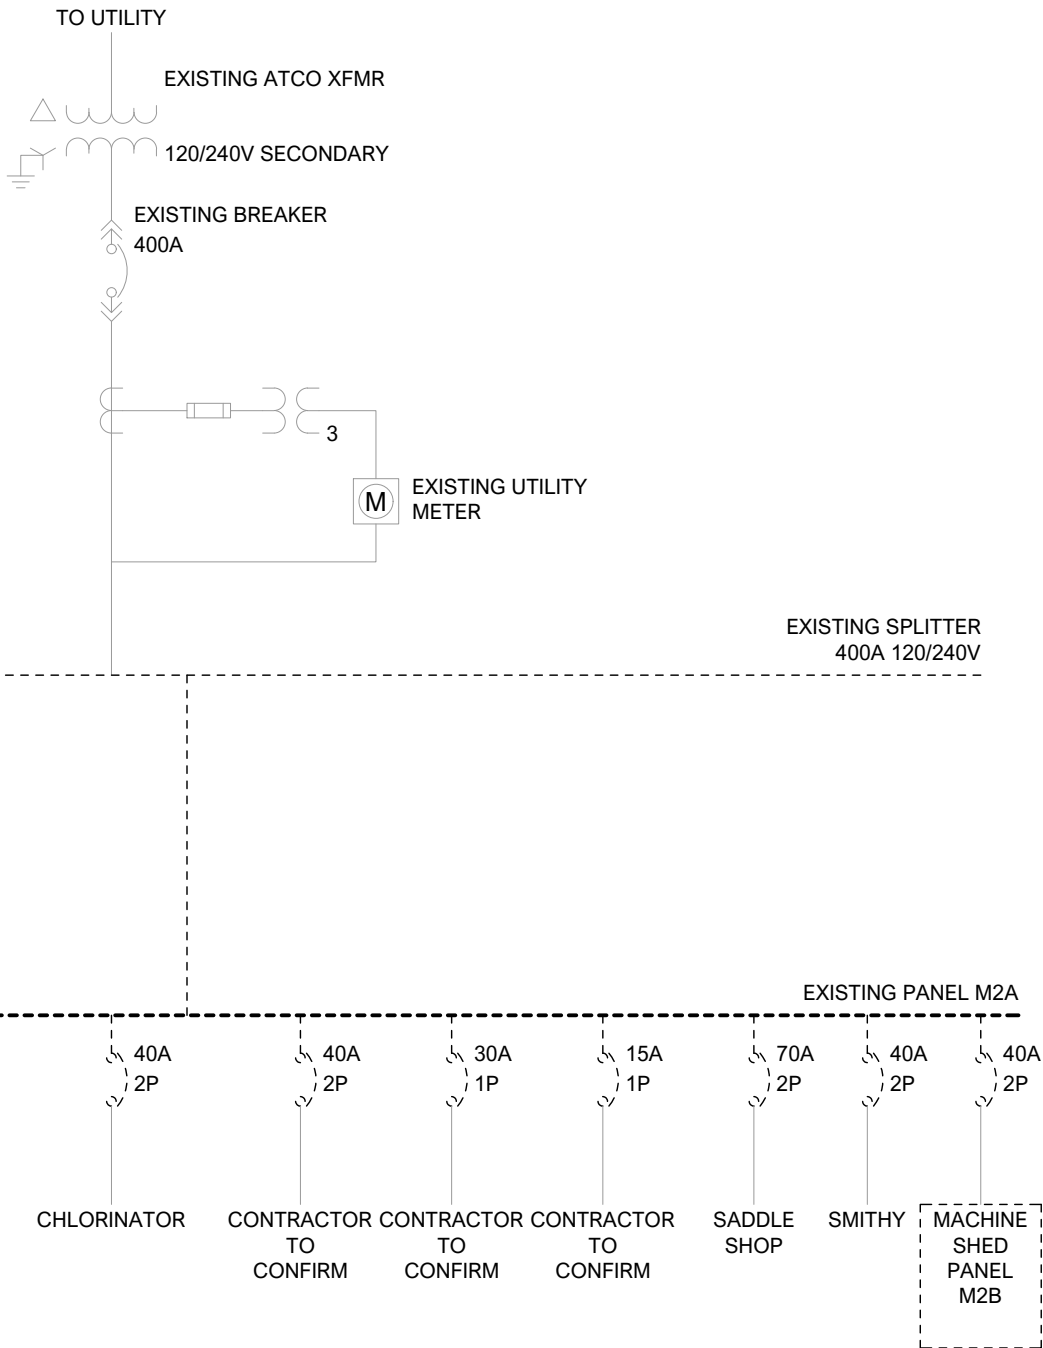 TO UTILITY
EXISTING ATCO XFMR
120/240V SECONDARY
EXISTING BREAKER
400A
3
M
EXISTING UTILITY
METER
EXISTING SPLITTER
400A 120/240V
EXISTING PANEL M2A
40A
2P
40A
2P
30A
1P
15A
1P
70A
2P
40A
2P
40A
2P
CHLORINATOR
CONTRACTOR
TO
CONFIRM
CONTRACTOR
TO
CONFIRM
CONTRACTOR
TO
CONFIRM
SADDLE
SHOP
SMITHY
MACHINE
SHED
PANEL
M2B